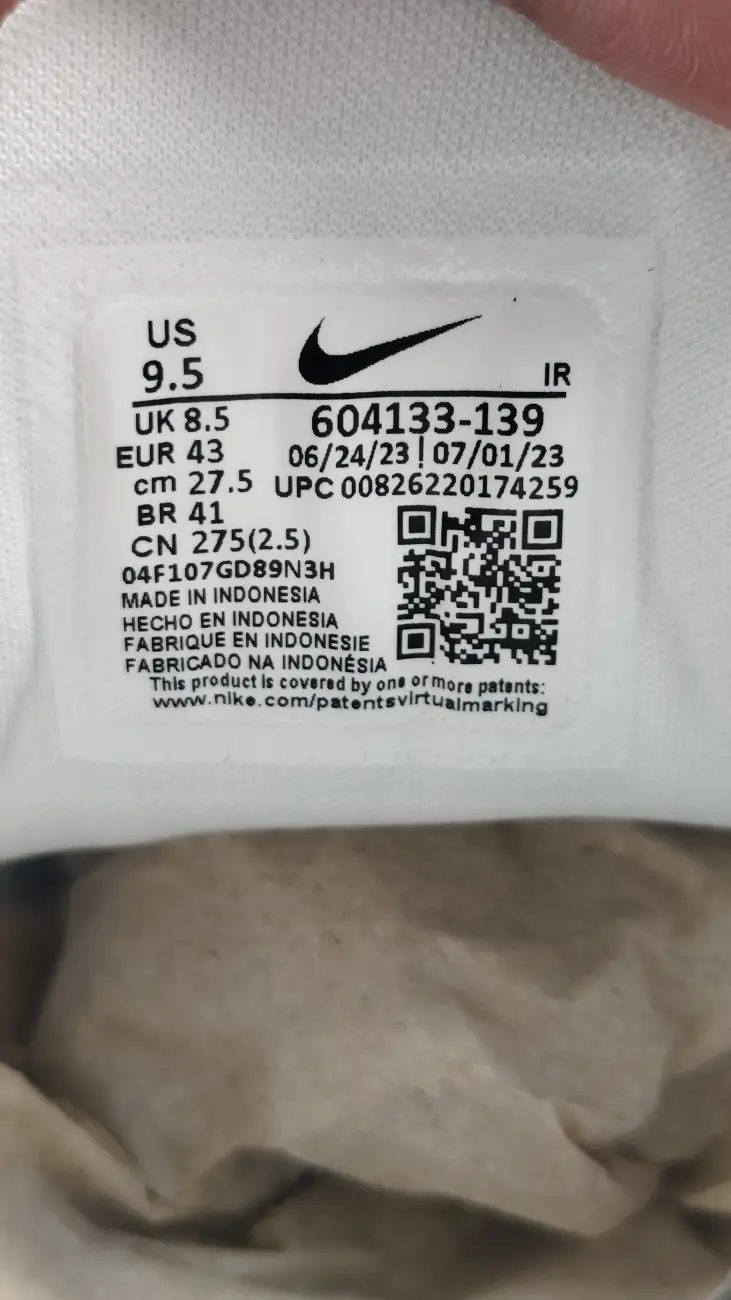 US
9.5
IR
UK 8.5
604133-139
EUR 43
06/24/23 | 07/01/23
cm 27.5
UPC 00826220174259
BR 41
CN 275(2.5)
04F107GD89N3H
MADE IN INDONESIA
HECHO EN INDONESIA
FABRIQUE EN INDONESIE
FABRICADO NA INDONÉSIA
This product is covered by one or more patents:
www.nike.com/patentsvirtualmarking